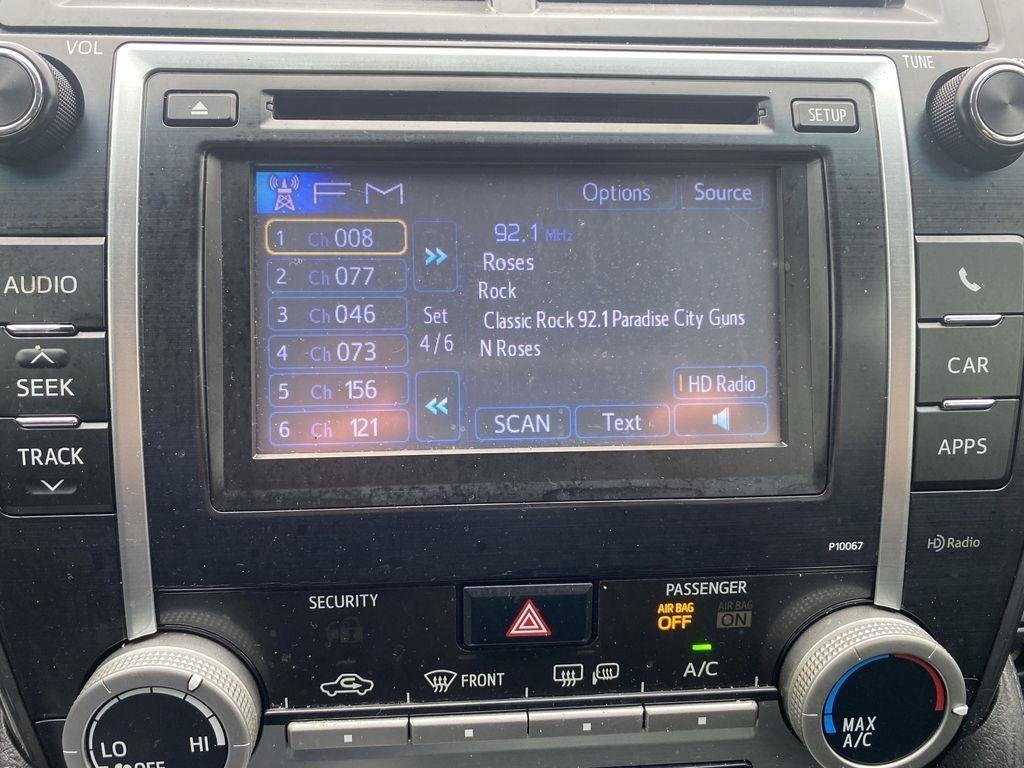 VOL
TUNE
SETUP
FM
Options
Source
1 Ch 008
2 Ch 077
3 Ch 046
4 Ch 073
5 Ch 156
6 Ch 121
Set
4/6
92.1 MHz
Roses
Rock
Classic Rock 92.1 Paradise City Guns
N Roses
HD Radio
SCAN
Text
AUDIO
SEEK
TRACK
CAR
APPS
P10067
HD Radio
SECURITY
PASSENGER
AIR BAG
OFF
AIR BAG
ON
FRONT
A/C
LO
HI
OFF
MAX
A/C